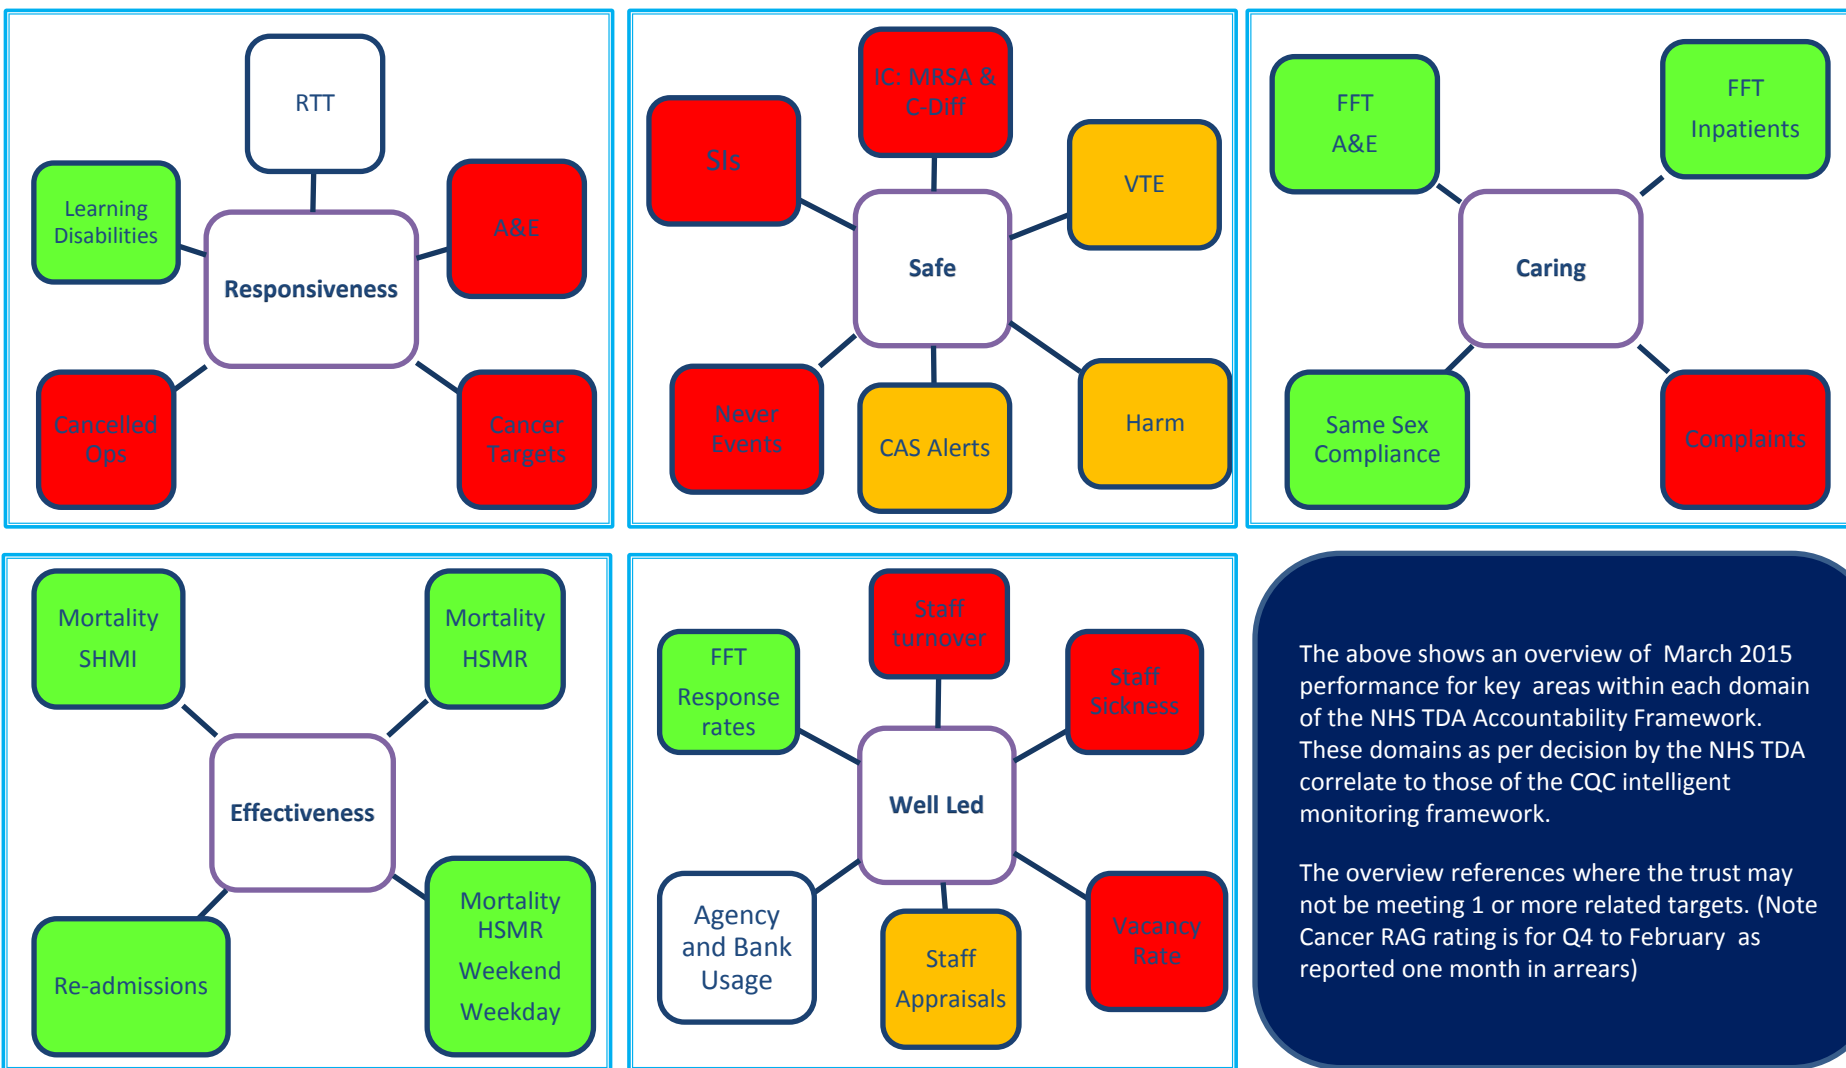 RTT
Learning
Disabilities
A&E
Responsiveness
Cancelled
Ops
Cancer
Targets
IC: MRSA &
C-Diff
SIs
VTE
Safe
Never
Events
CAS Alerts
Harm
FFT
A&E
FFT
Inpatients
Caring
Same Sex
Compliance
Complaints
Mortality
SHMI
Mortality
HSMR
Effectiveness
Re-admissions
Mortality
HSMR
Weekend
Weekday
Staff
turnover
FFT
Response
rates
Staff
Sickness
Well Led
Agency
and Bank
Usage
Staff
Appraisals
Vacancy
Rate
The above shows an overview of  March 2015
performance for key  areas within each domain
of the NHS TDA Accountability Framework.
These domains as per decision by the NHS TDA
correlate to those of the CQC intelligent
monitoring framework.
The overview references where the trust may
not be meeting 1 or more related targets. (Note
Cancer RAG rating is for Q4 to February  as
reported one month in arrears)